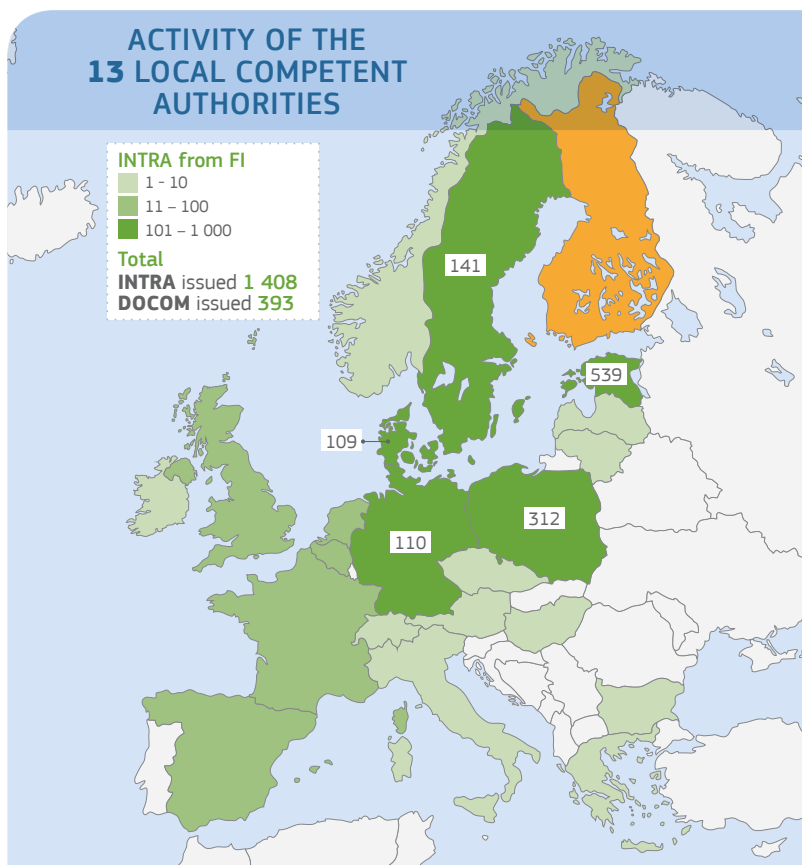 ACTIVITY OF THE
13 LOCAL COMPETENT
AUTHORITIES
INTRA from FI
1 - 10
11 – 100
101 – 1 000
Total
INTRA issued 1 408
DOCOM issued 393
141
539
109
312
110